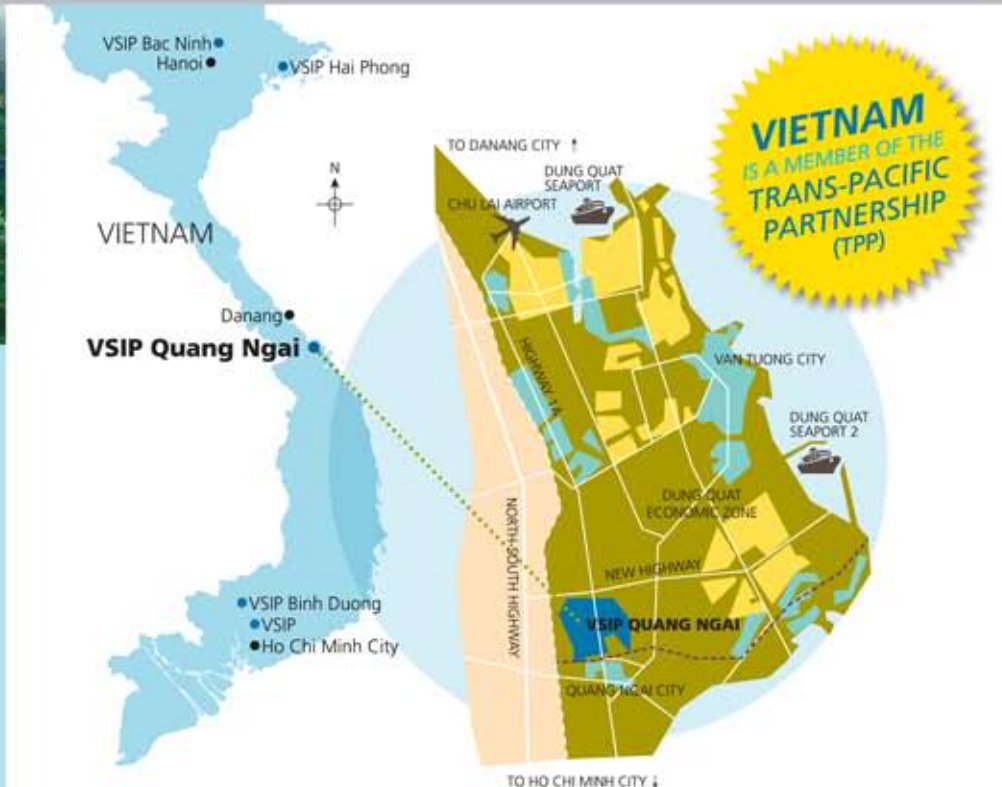 VSIP Bac Ninh
Hanoi
VSIP Hai Phong
N
VIETNAM
Danang
VSIP Quang Ngai
VSIP Binh Duong
VSIP
Ho Chi Minh City
VIETNAM
IS A MEMBER OF THE
TRANS-PACIFIC
PARTNERSHIP
(TPP)
TO DANANG CITY
DUNG QUAT
SEAPORT
CHU LAI AIRPORT
HIGHWAY 1A
VAN TUONG CITY
DUNG QUAT
SEAPORT 2
DUNG QUAT
ECONOMIC ZONE
NORTH-SOUTH HIGHWAY
NEW HIGHWAY
VSIP QUANG NGAI
QUANG NGAI CITY
TO HO CHI MINH CITY